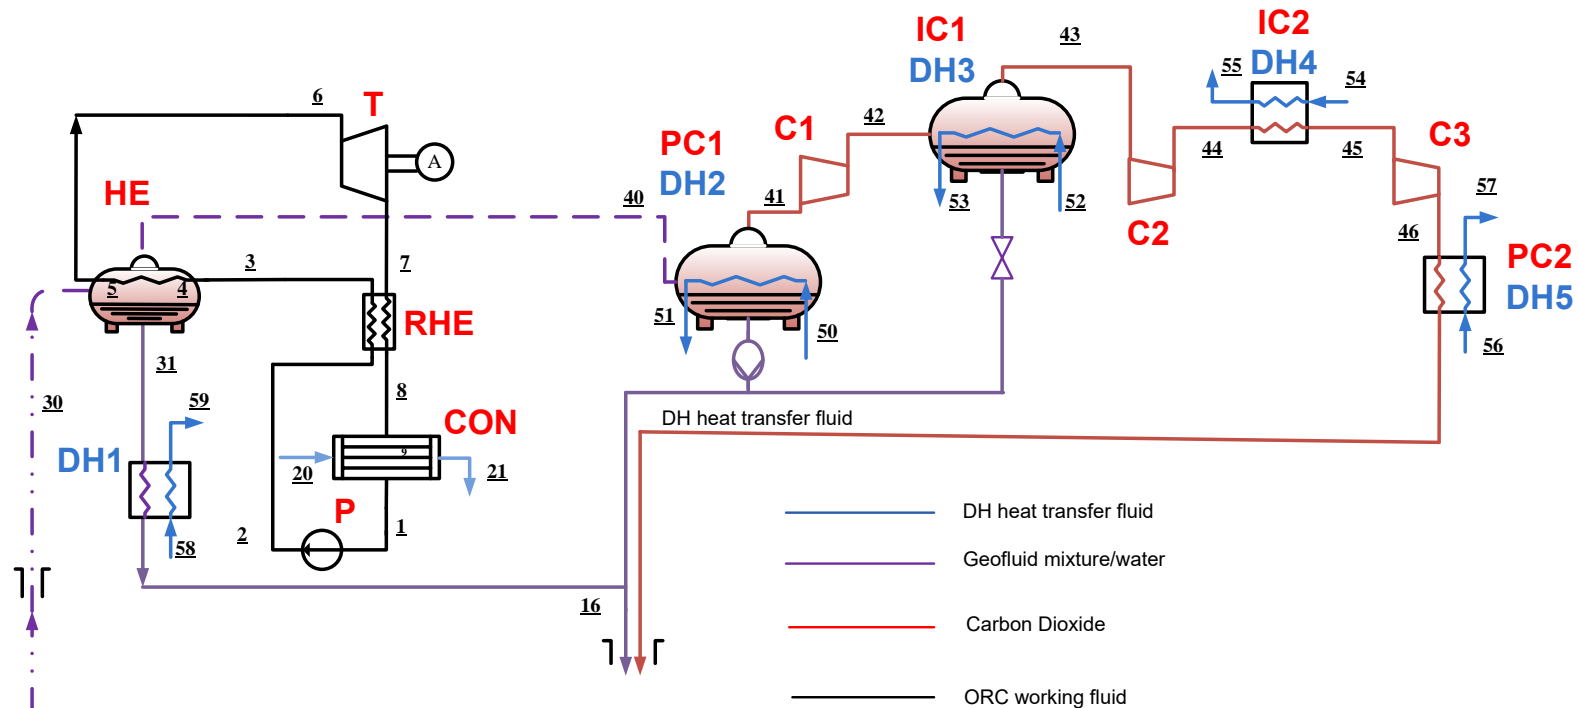 IC1
DH3
43
IC2
DH4
55
54
6
T
A
C1
42
PC1
DH2
44
45
C3
57
HE
40
41
53
52
C2
46
PC2
DH5
3
7
5
4
51
50
56
RHE
31
30
59
8
DH heat transfer fluid
CON
9
20
21
DH1
P
2
1
58
16
DH heat transfer fluid
Geofluid mixture/water
Carbon Dioxide
ORC working fluid